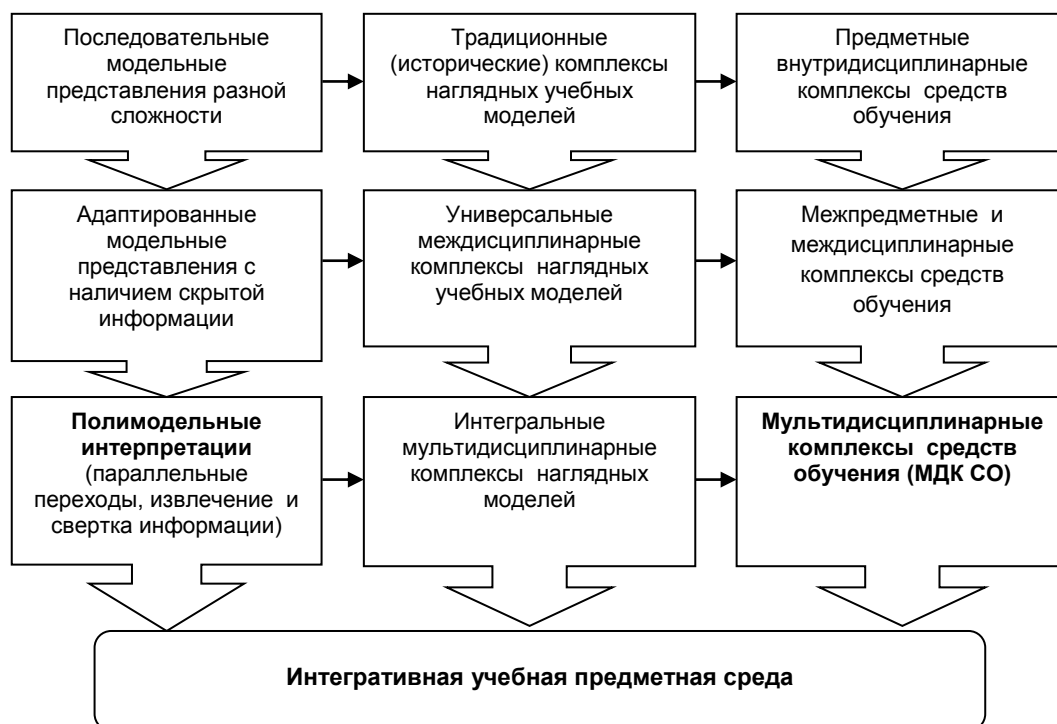 Последовательные
модельные
представления разной
сложности
Традиционные
(исторические) комплексы
наглядных учебных
моделей
Предметные
внутридисциплинарные
комплексы средств
обучения
Адаптированные
модельные
представления с
наличием скрытой
информации
Универсальные
междисциплинарные
комплексы наглядных
учебных моделей
Межпредметные и
междисциплинарные
комплексы средств
обучения
Полимодельные
интерпретации
(параллельные
переходы, извлечение и
свертка информации)
Интегральные
мультидисциплинарные
комплексы наглядных
моделей
Мультидисциплинарные
комплексы средств
обучения (МДК СО)
Интегративная учебная предметная среда